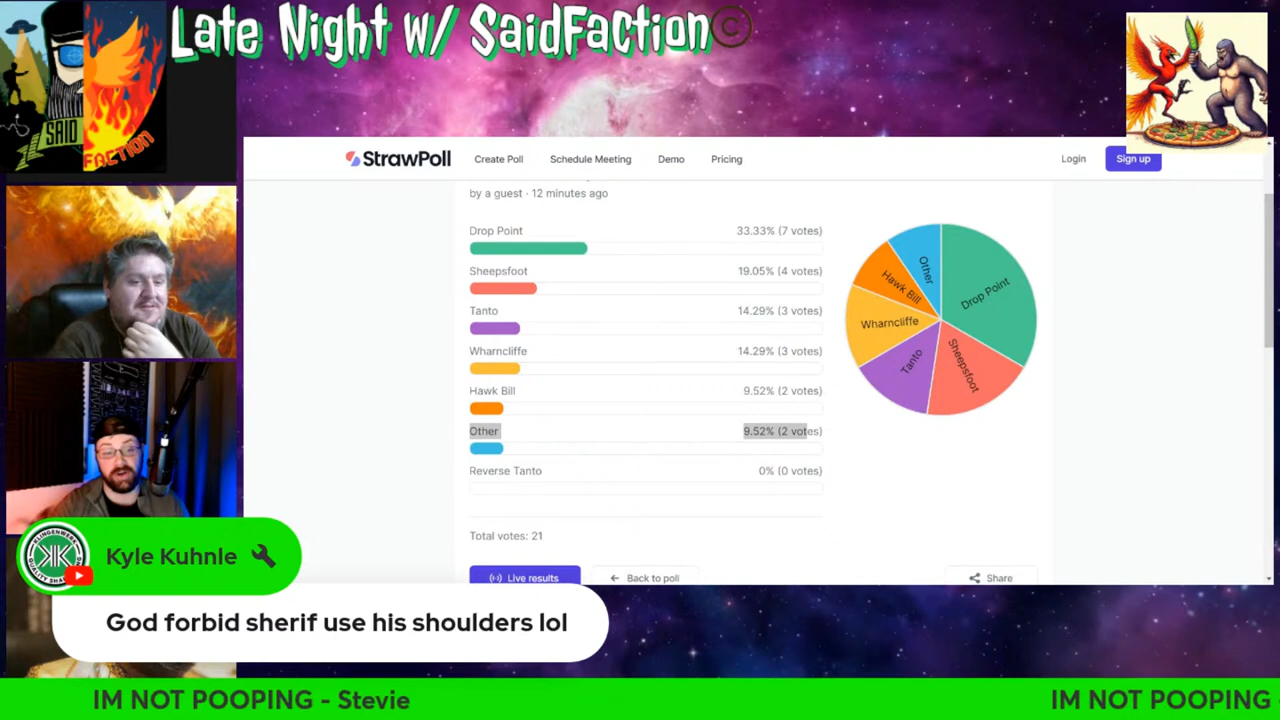 Late Night w/ SaidFaction©
SAID
FACTION
StrawPoll
Create Poll
Schedule Meeting
Demo
Pricing
Login
Sign up
by a guest · 12 minutes ago
Drop Point
33.33% (7 votes)
Sheepsfoot
19.05% (4 votes)
Tanto
14.29% (3 votes)
Wharncliffe
14.29% (3 votes)
Hawk Bill
9.52% (2 votes)
Other
9.52% (2 votes)
Reverse Tanto
0% (0 votes)
Total votes: 21
Live results
Back to poll
Share
Other
Hawk Bill
Drop Point
Wharncliffe
Tanto
Sheepsfoot
Kyle Kuhnle
God forbid sherif use his shoulders lol
IM NOT POOPING - Stevie
IM NOT POOPING -